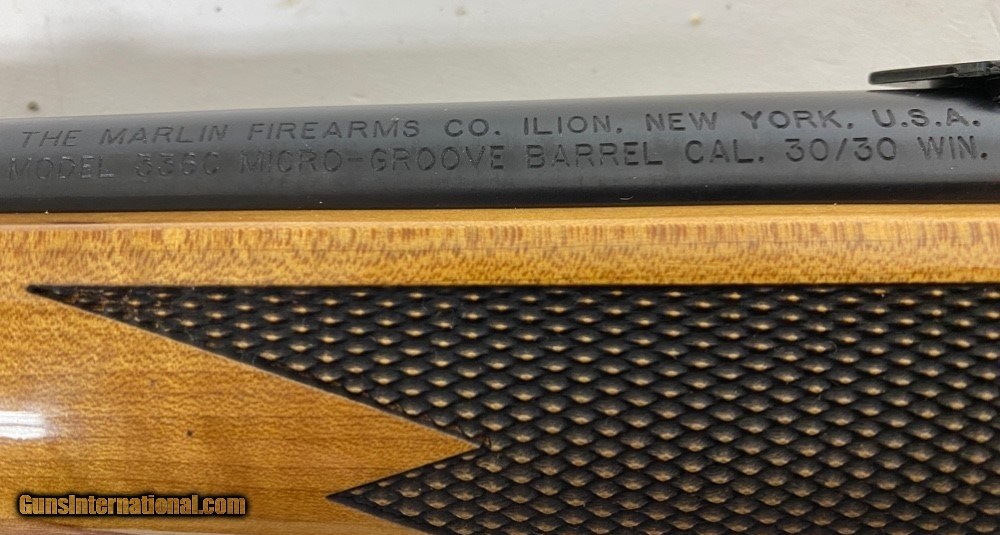 THE MARLIN FIREARMS CO. ILION, NEW YORK, U.S.A.
MODEL 336C MICRO-GROOVE BARREL CAL. 30/30 WIN.
GunsInternational.com